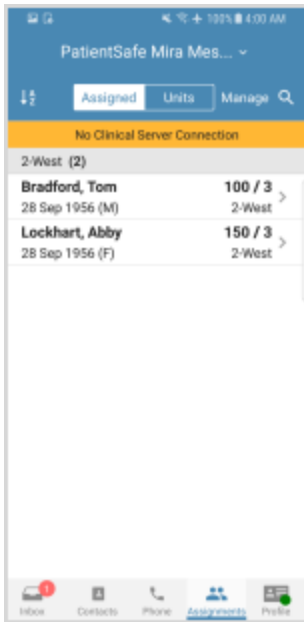 100% 4:00 AM
PatientSafe Mira Mes...
Assigned Units Manage
No Clinical Server Connection
2-West (2)
Bradford, Tom 100 / 3
28 Sep 1956 (M) 2-West
Lockhart, Abby 150 / 3
28 Sep 1956 (F) 2-West
1
Inbox Contacts Phone Assignments Profile